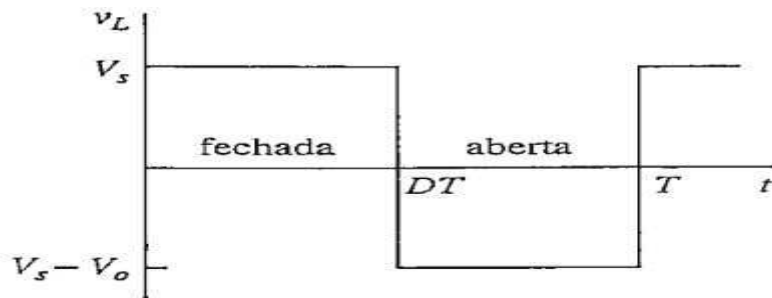 v_L
V_s
fechada aberta
DT T t
V_s − V_o